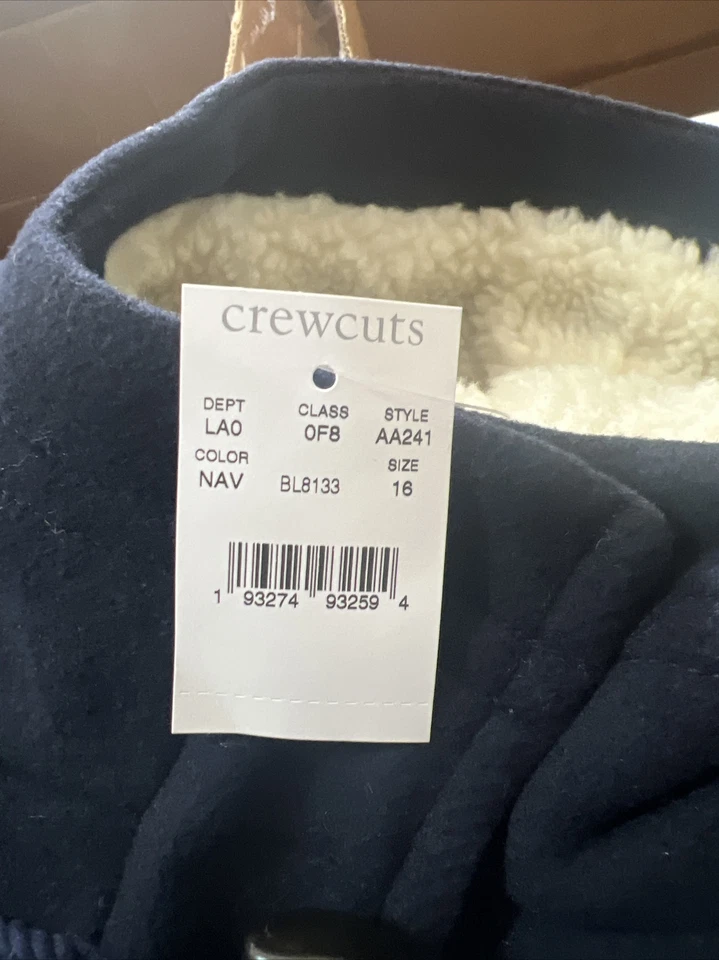 crewcuts
DEPT CLASS STYLE
LA0 0F8 AA241
COLOR SIZE
NAV BL8133 16
1 93274 93259 4